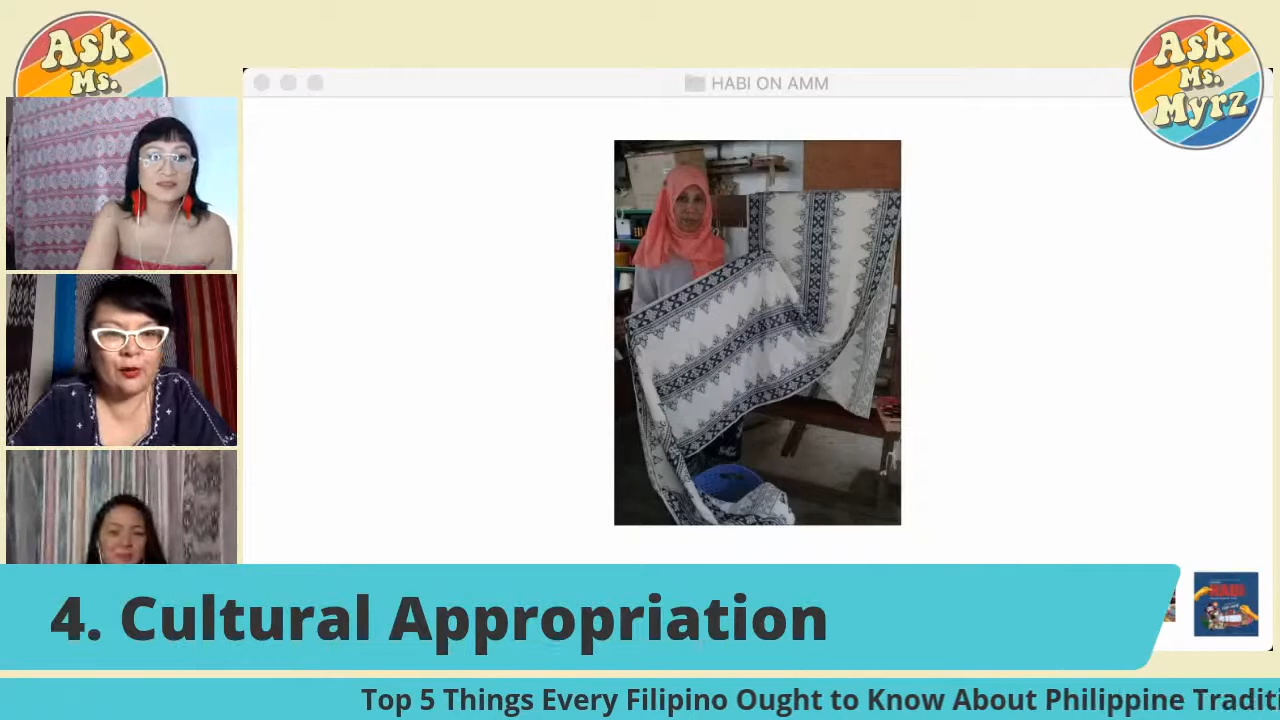 Ask
Ms.
HABI ON AMM
Ask
Ms.
Myrz
HABI
4. Cultural Appropriation
Top 5 Things Every Filipino Ought to Know About Philippine Traditi